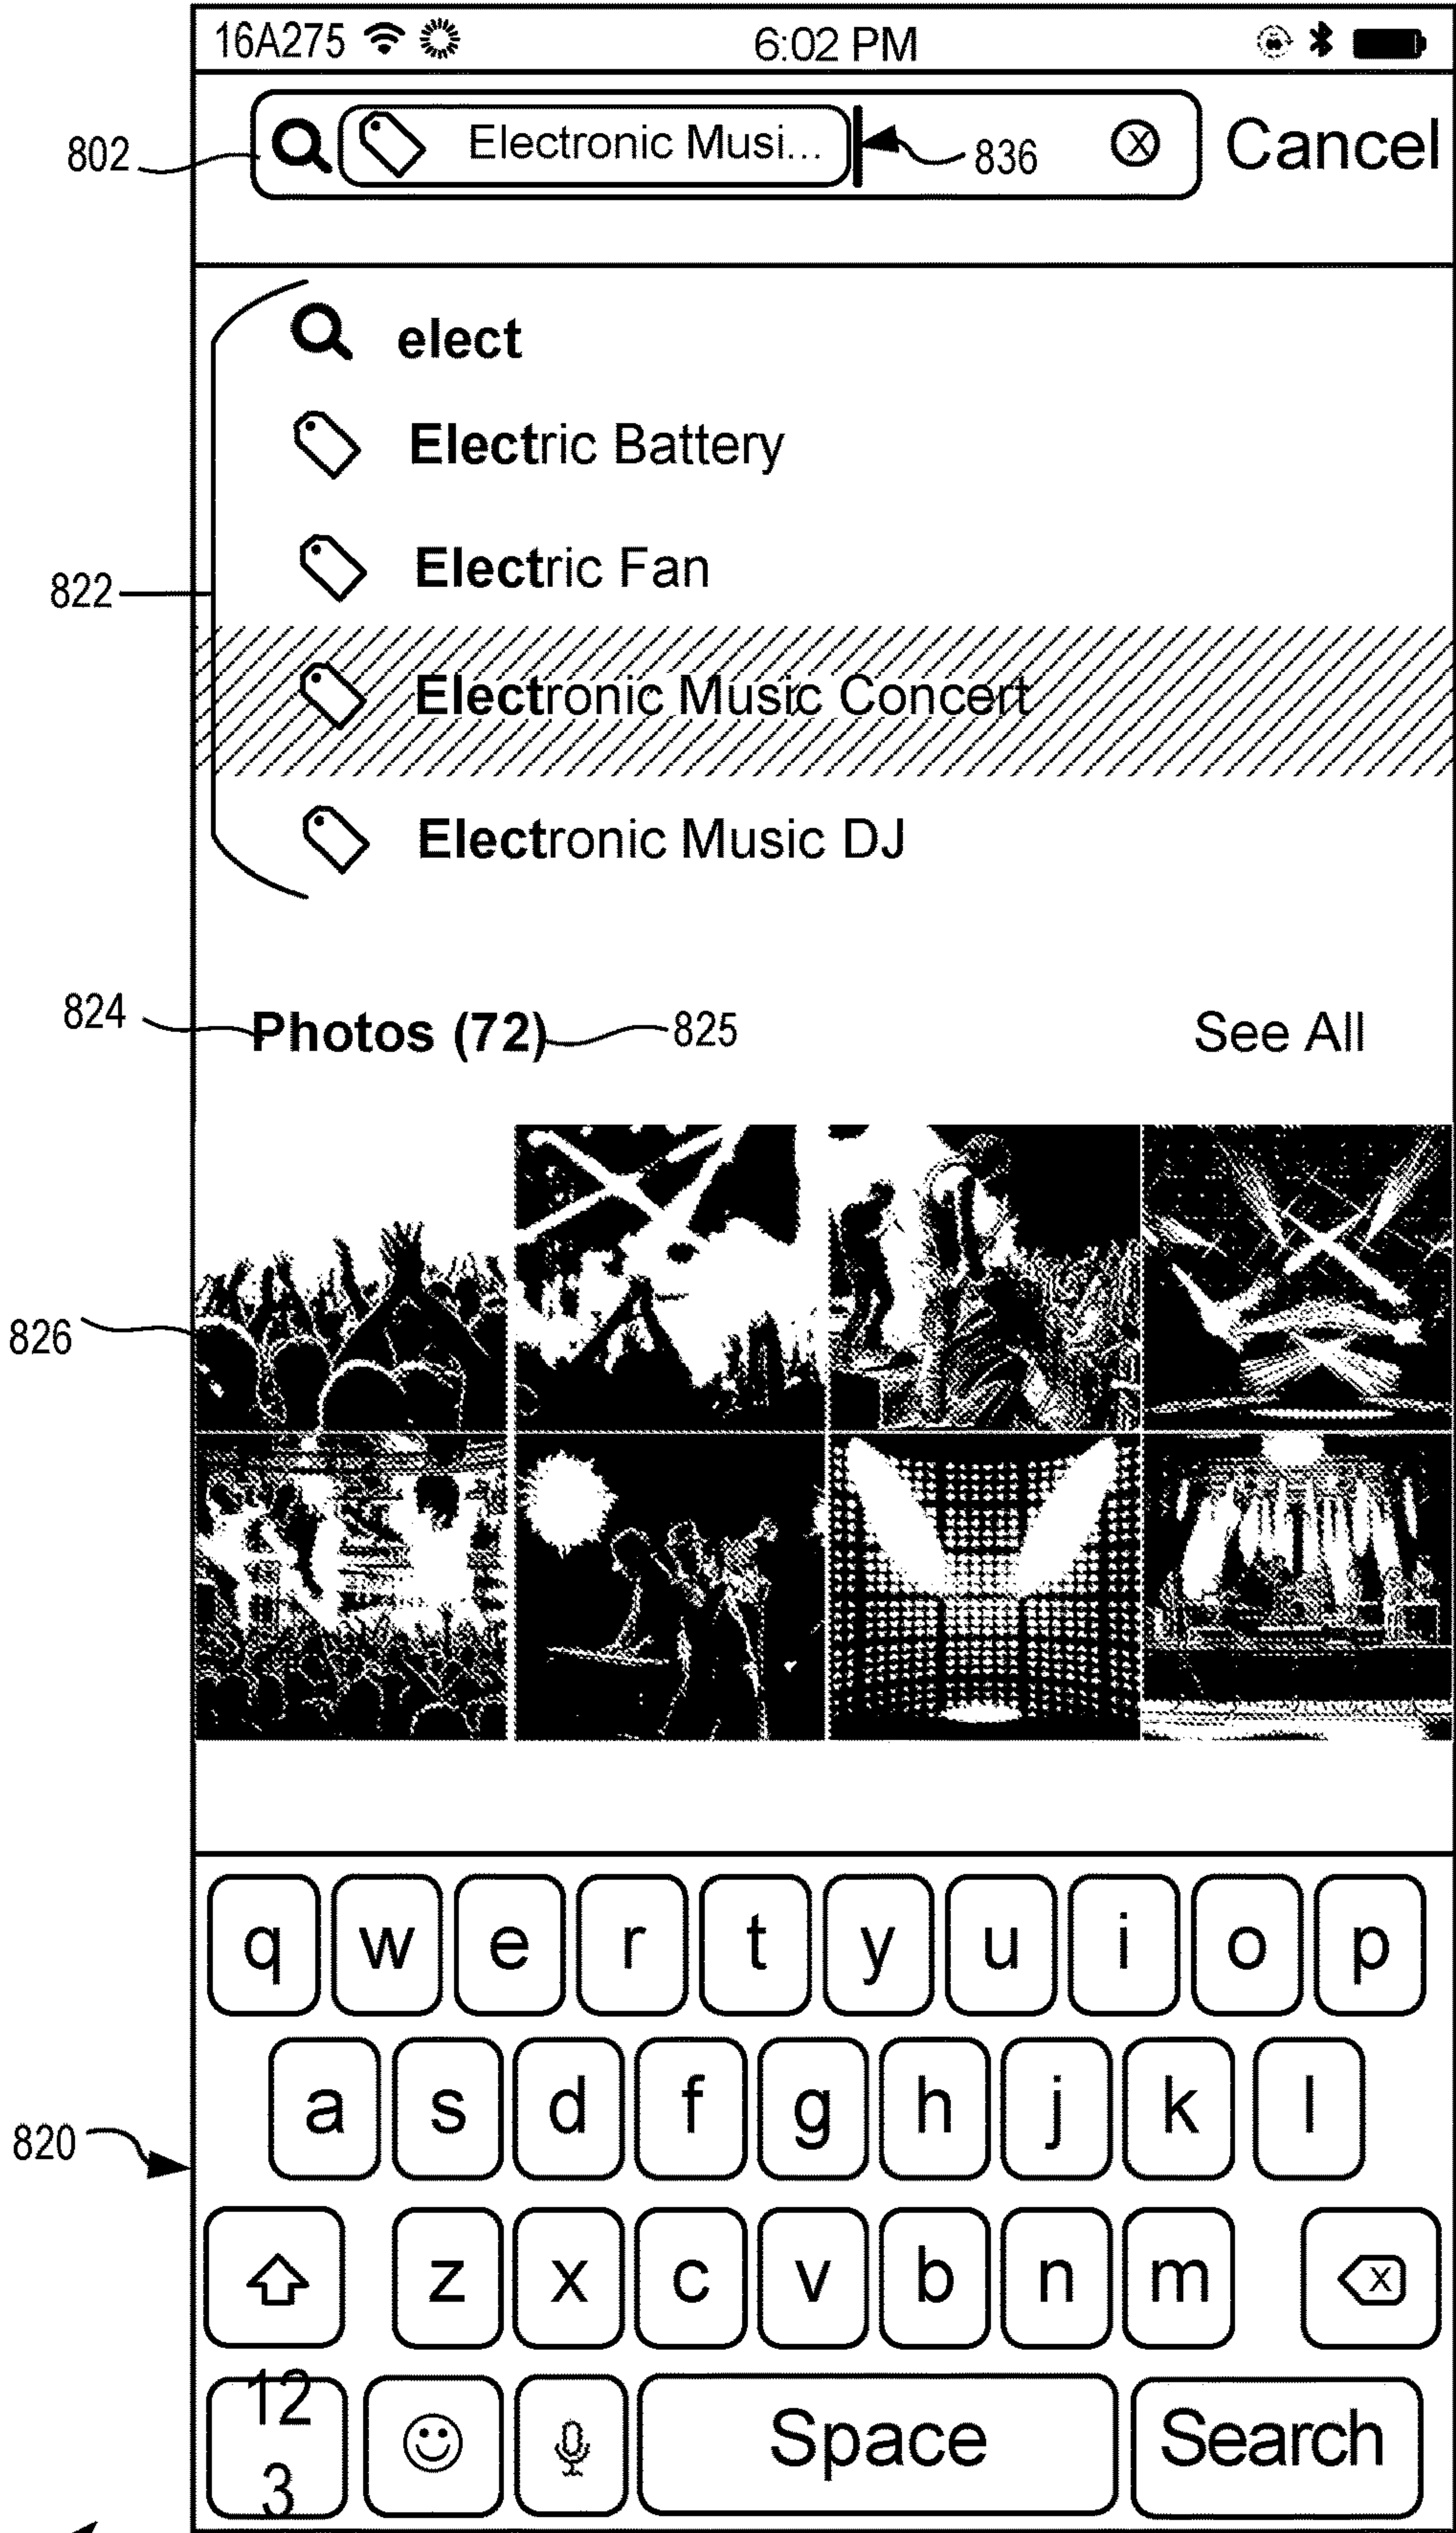 16A275 6:02 PM
802 Electronic Musi... 836 X Cancel
elect
Electric Battery
Electric Fan
822
Electronic Music Concert
Electronic Music DJ
824 Photos (72) 825 See All
826
q w e r t y u i o p
a s d f g h j k l
820
z x c v b n m X
123 Space Search